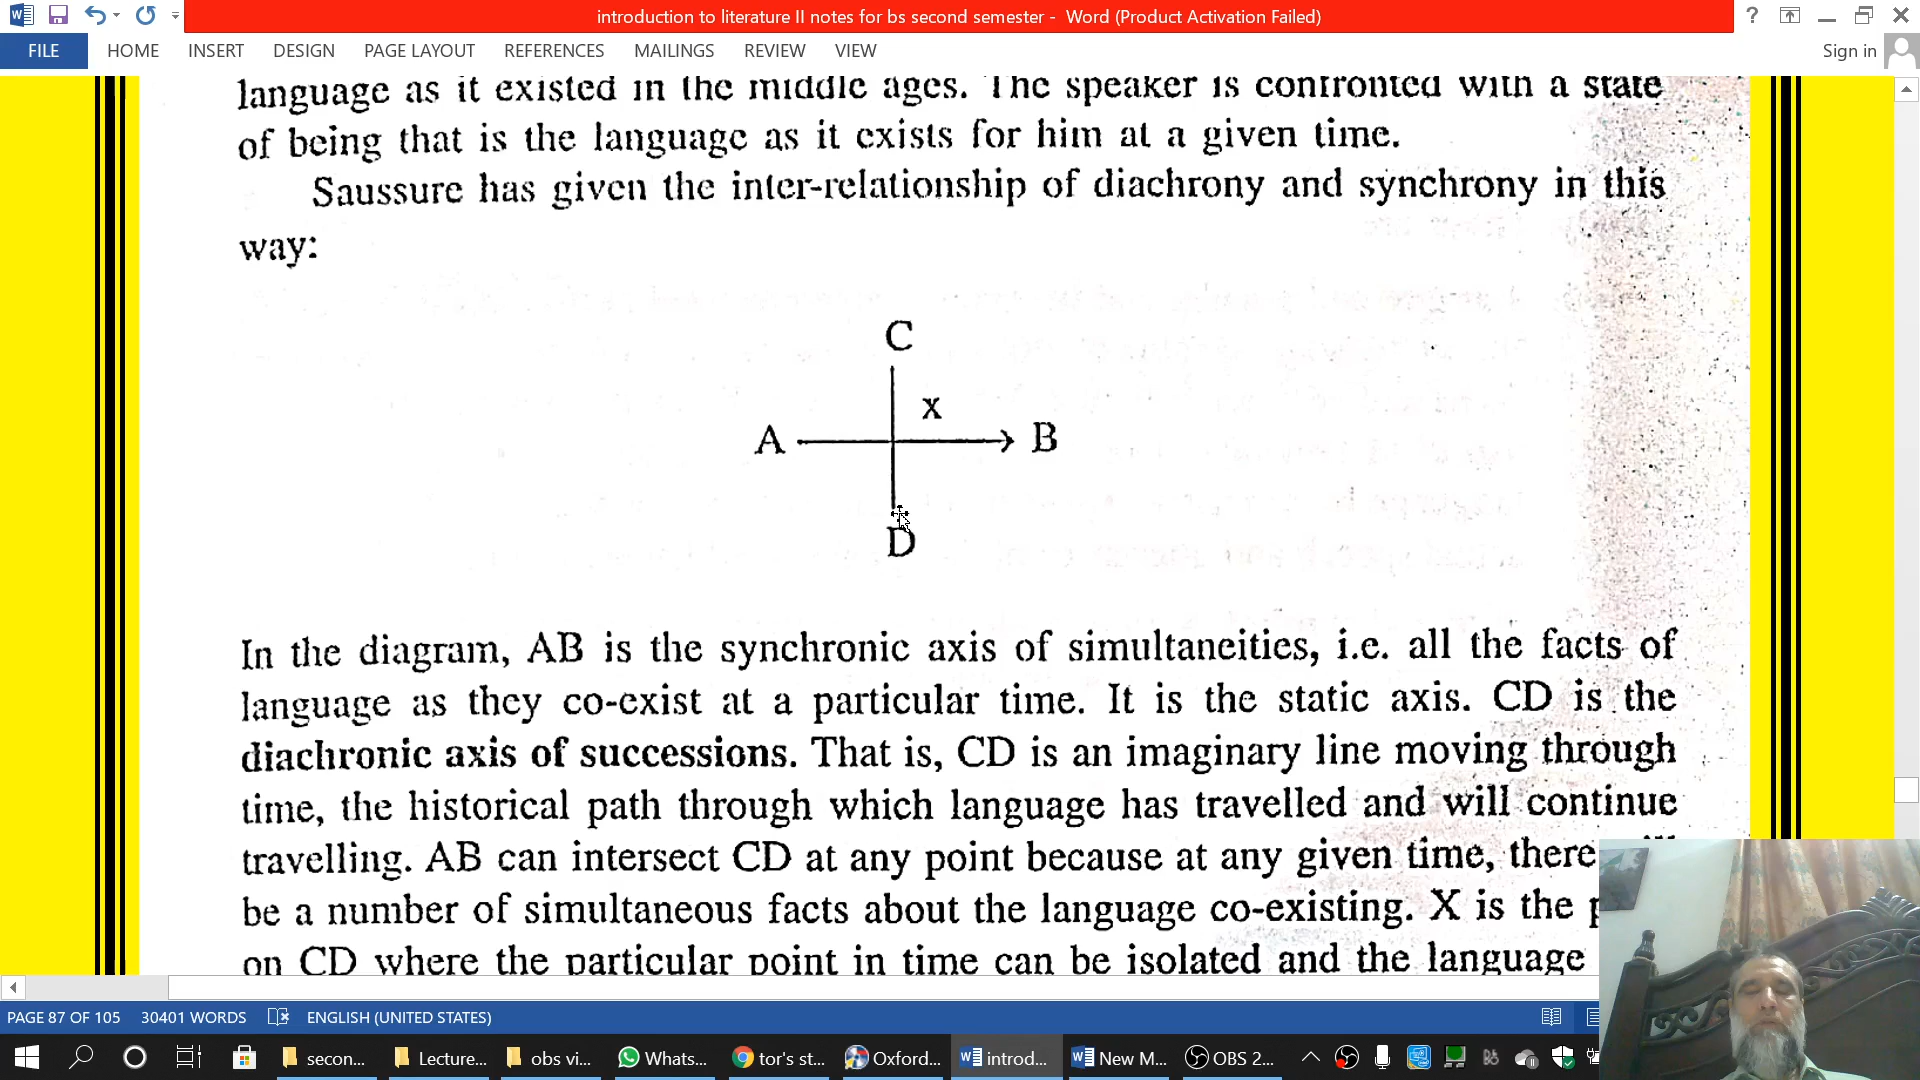 introduction to literature II notes for bs second semester - Word (Product Activation Failed)
?
FILE HOME INSERT DESIGN PAGE LAYOUT REFERENCES MAILINGS REVIEW VIEW
Sign in
language as it existed in the middle ages. The speaker is confronted with a state
of being that is the language as it exists for him at a given time.
Saussure has given the inter-relationship of diachrony and synchrony in this
way:
C
x
A B
D
In the diagram, AB is the synchronic axis of simultaneities, i.e. all the facts of
language as they co-exist at a particular time. It is the static axis. CD is the
diachronic axis of successions. That is, CD is an imaginary line moving through
time, the historical path through which language has travelled and will continue
travelling. AB can intersect CD at any point because at any given time, there
be a number of simultaneous facts about the language co-existing. X is the
on CD where the particular point in time can be isolated and the language
PAGE 87 OF 105 30401 WORDS ENGLISH (UNITED STATES)
secon... Lecture... obs vi... Whats... tor's st... Oxford... introd... New M... OBS 2...